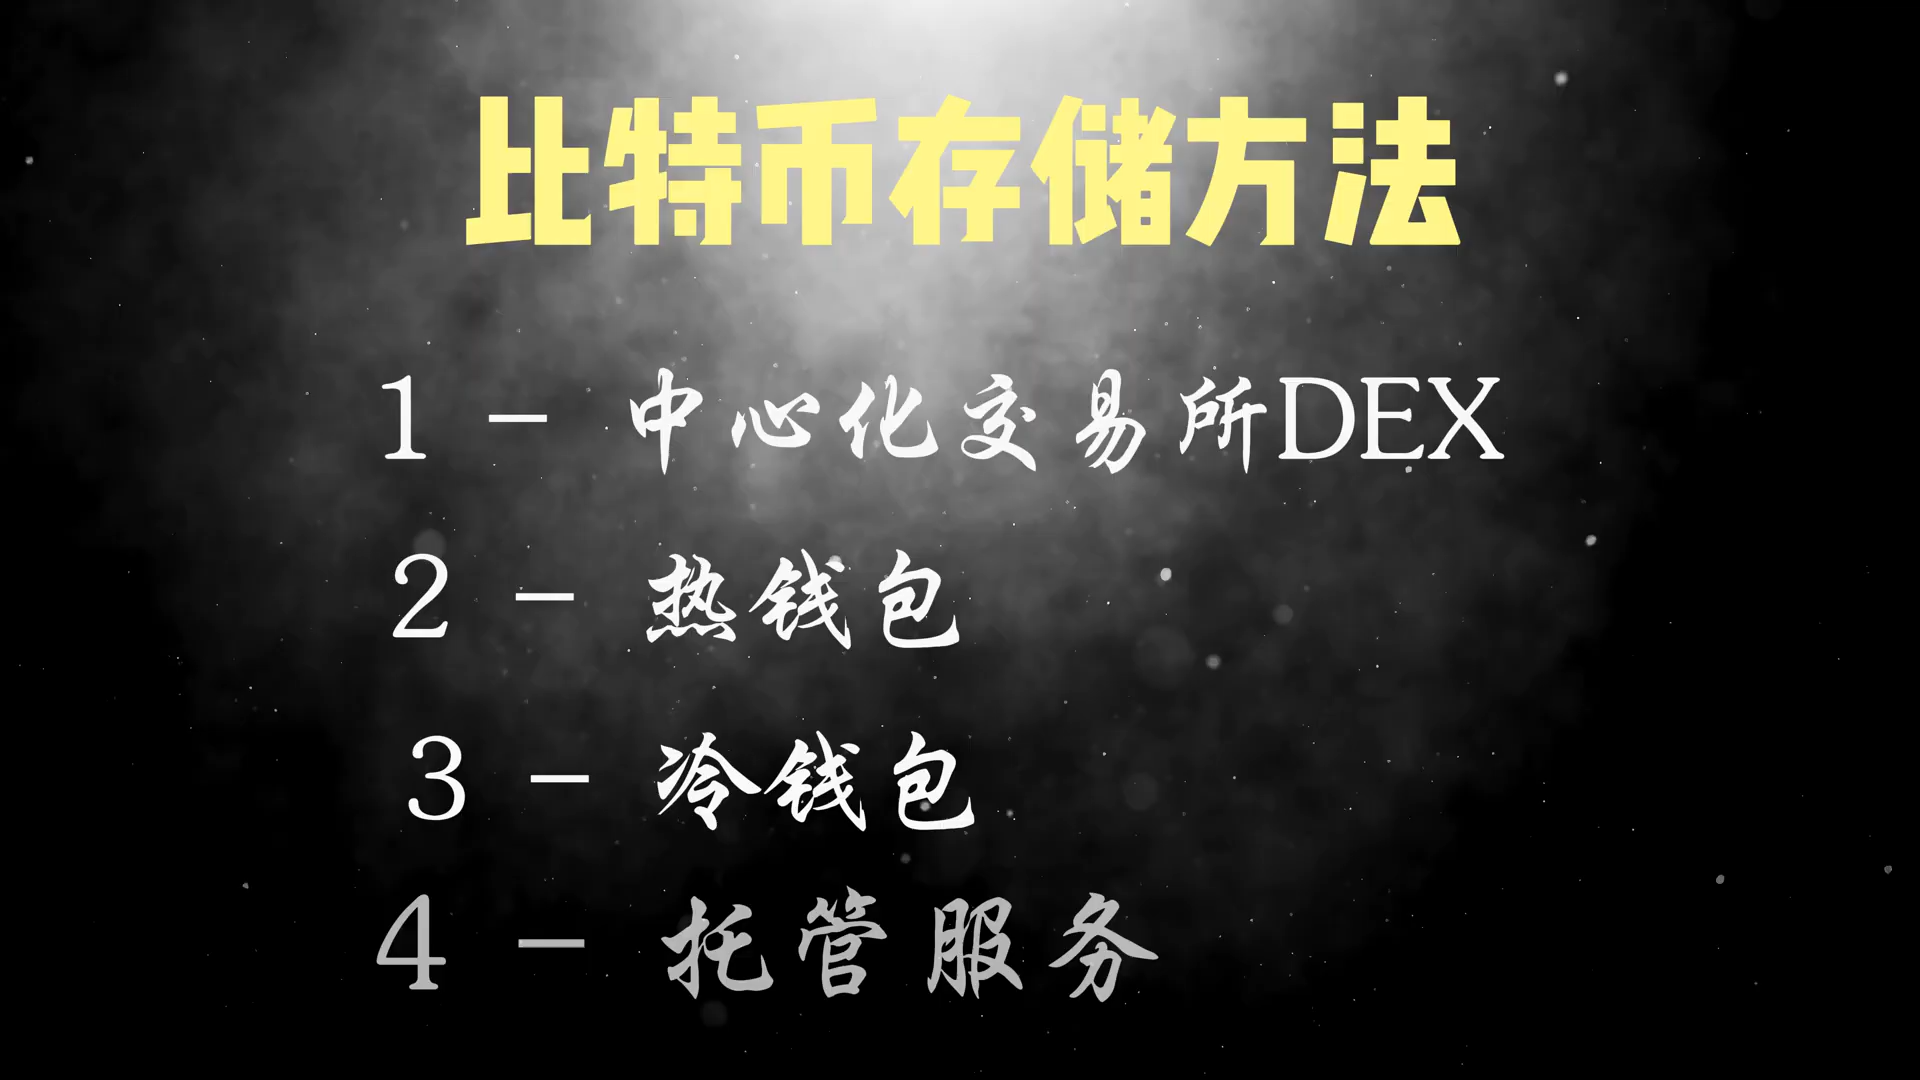 比特币存储方法
1 - 中心化交易所DEX
2 - 热钱包
3 - 冷钱包
4 - 托管服务